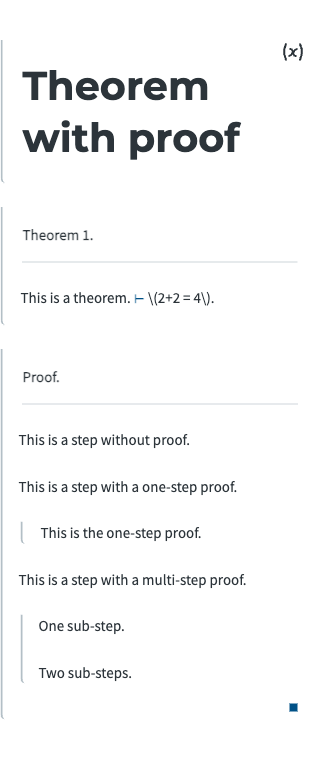 (x)
Theorem
with proof
Theorem 1.
This is a theorem. ⊢ \(2+2 = 4\).
Proof.
This is a step without proof.
This is a step with a one-step proof.
This is the one-step proof.
This is a step with a multi-step proof.
One sub-step.
Two sub-steps.